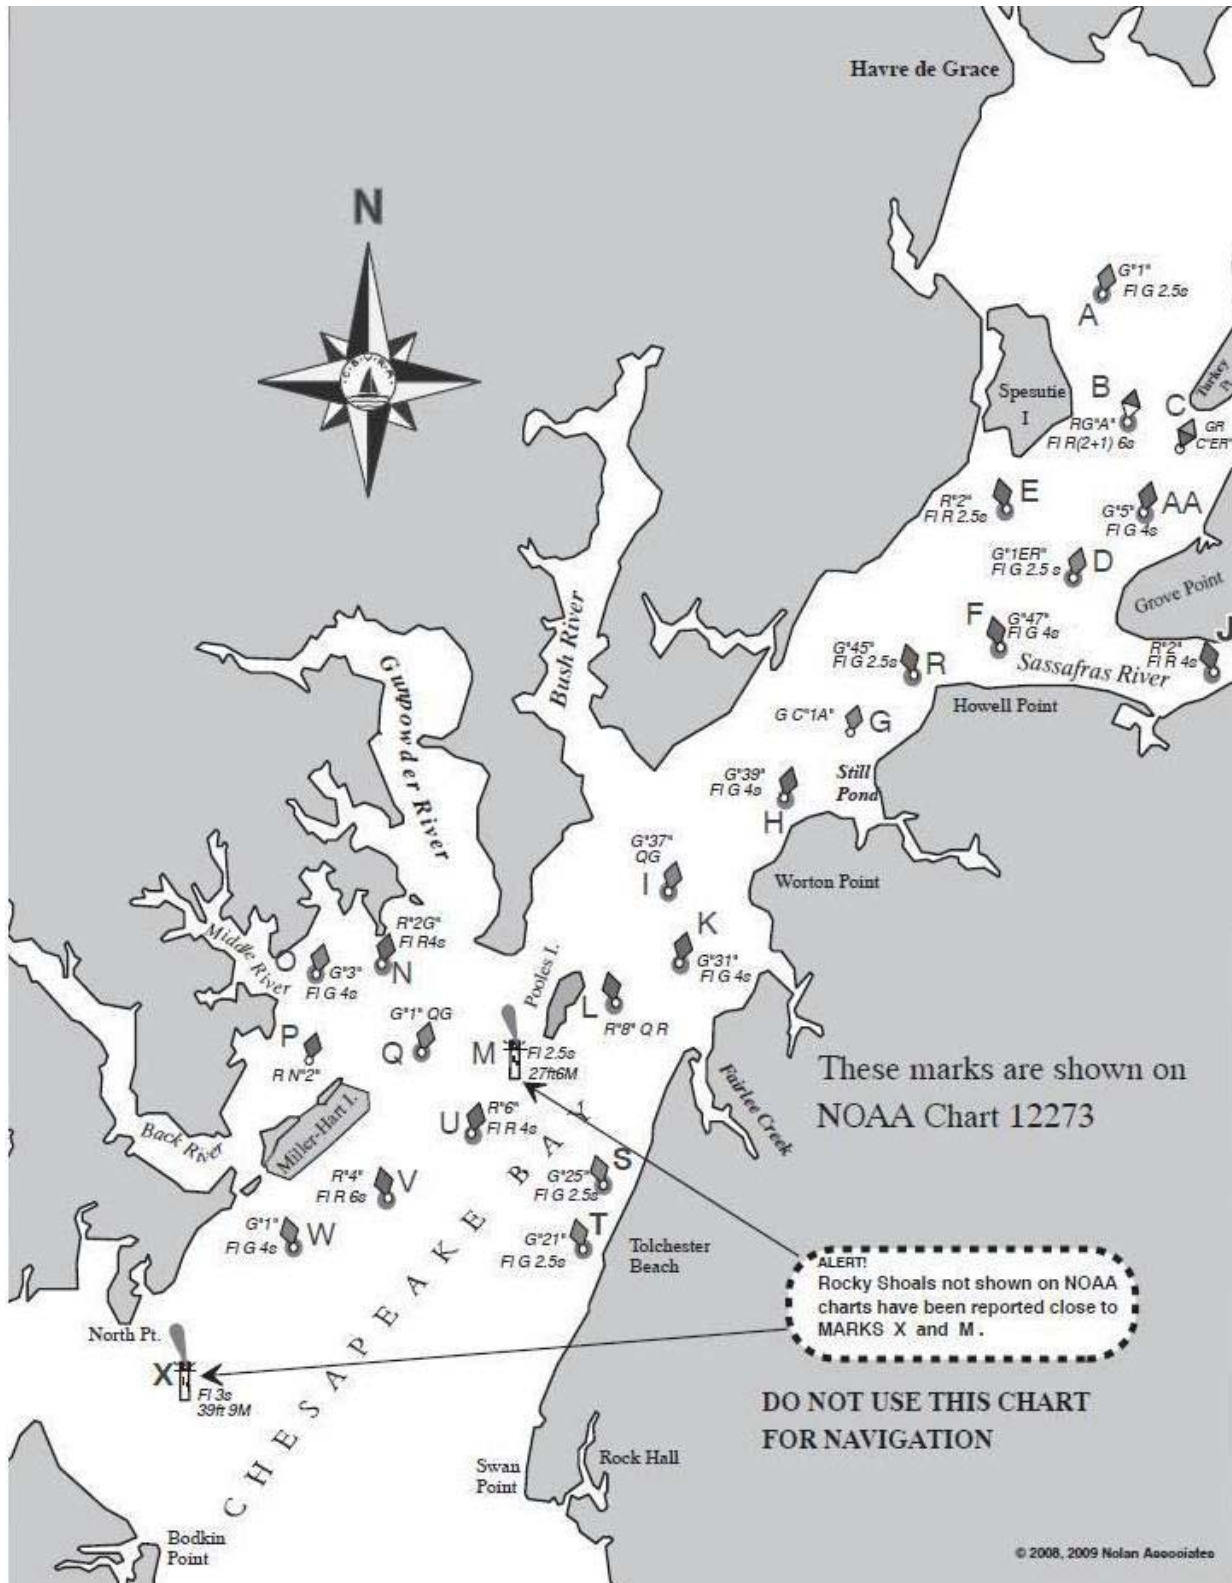 Havre de Grace
N
C·B·Y·R·A
G"1"
Fl G 2.5s
A
Turkey
Spesutie
I
B
RG"A"
Fl R(2+1) 6s
C
GR
C"ER"
R"2"
Fl R 2.5s
E
G"5"
Fl G 4s
AA
G"1ER"
Fl G 2.5 s
D
Grove Point
F
G"47"
Fl G 4s
J
R"2"
Fl R 4s
Sassafras River
G"45"
Fl G 2.5s
R
Howell Point
G C"1A"
G
Still
Pond
G"39"
Fl G 4s
H
Bush River
Gunpowder River
G"37"
QG
I
Worton Point
K
G"31"
Fl G 4s
Middle River
O
G"3"
Fl G 4s
R"2G"
Fl R4s
N
Pooles I.
L
R"8" Q R
G"1" QG
Q
M
Fl 2.5s
27ft6M
P
R N"2"
Fairlee Creek
These marks are shown on
NOAA Chart 12273
Back River
Miller-Hart I.
U
R"6"
Fl R 4s
R"4"
Fl R 6s
V
G"25"
Fl G 2.5s
S
G"1"
Fl G 4s
W
G"21"
Fl G 2.5s
T
Tolchester
Beach
CHESAPEAKE BAY
ALERT!
Rocky Shoals not shown on NOAA
charts have been reported close to
MARKS X and M.
North Pt.
X
Fl 3s
39ft 9M
DO NOT USE THIS CHART
FOR NAVIGATION
Swan
Point
Rock Hall
Bodkin
Point
© 2008, 2009 Nolan Associates